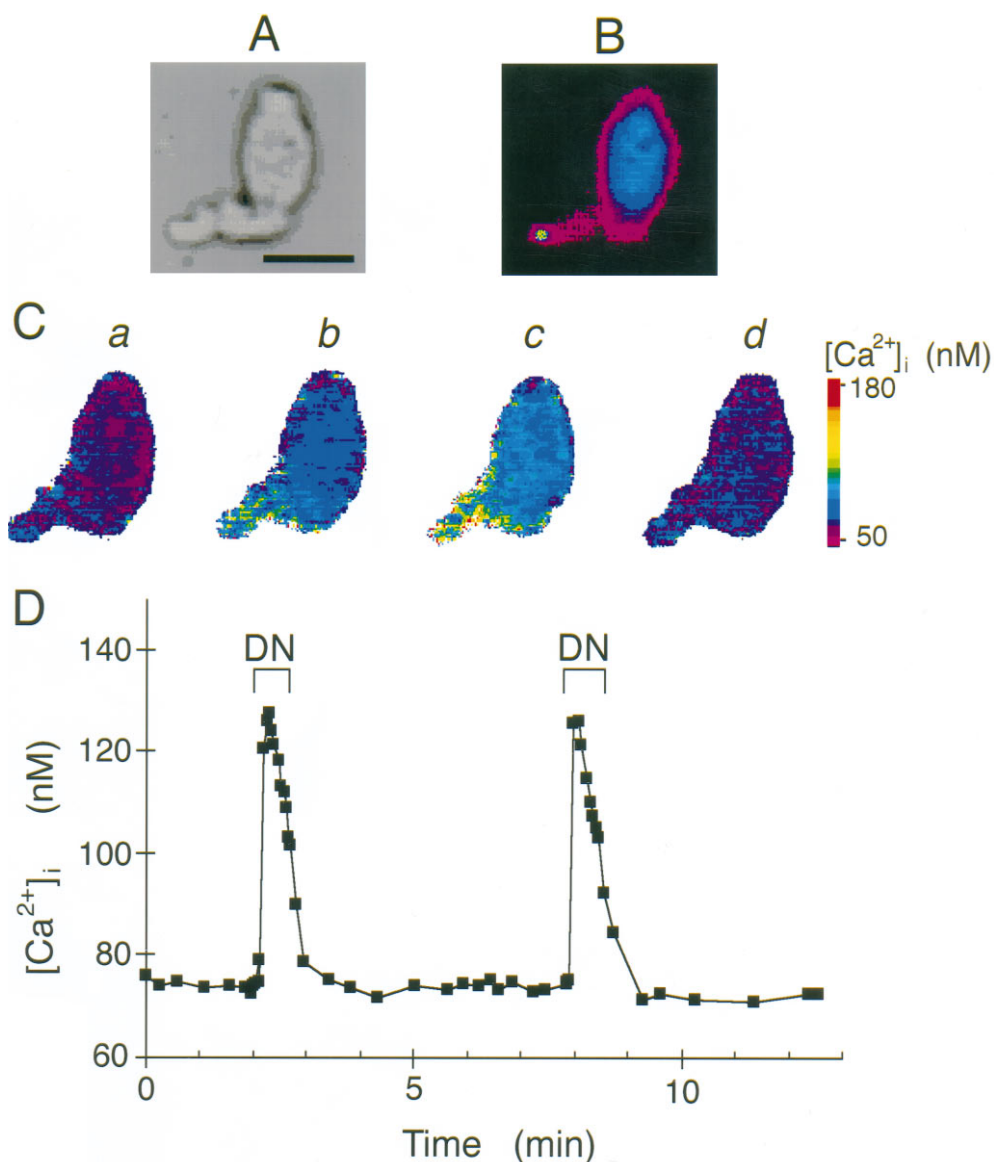 A
B
C
a
b
c
d
[Ca²⁺]ᵢ (nM)
180
50
D
DN
DN
140
120
100
80
60
[Ca²⁺]ᵢ (nM)
0
5
10
Time (min)